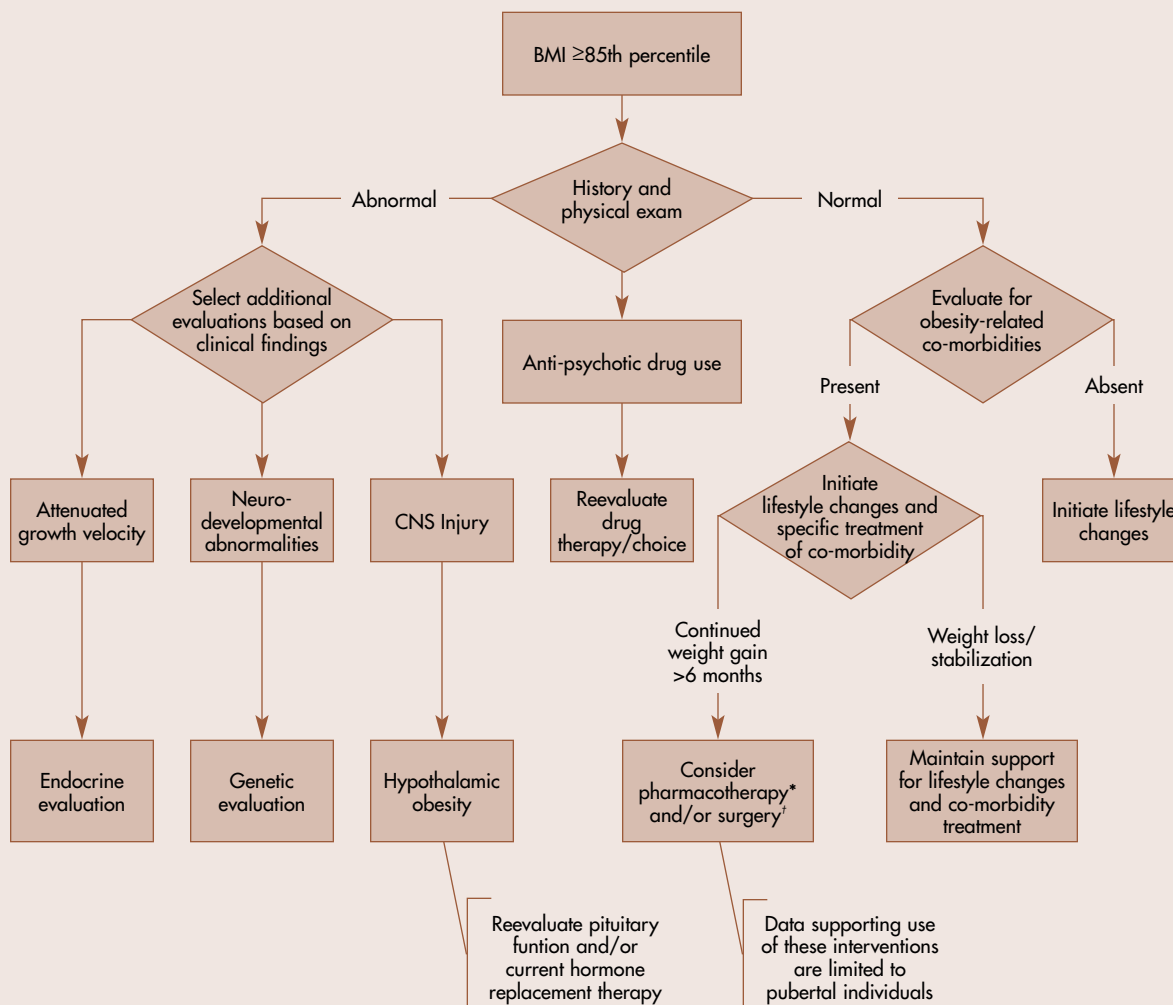 BMI ≥85th percentile
History and
physical exam
Abnormal
Normal
Select additional
evaluations based on
clinical findings
Anti-psychotic drug use
Evaluate for
obesity-related
co-morbidities
Present
Absent
Attenuated
growth velocity
Neuro-
developmental
abnormalities
CNS Injury
Reevaluate
drug
therapy/choice
Initiate
lifestyle changes and
specific treatment
of co-morbidity
Initiate lifestyle
changes
Continued
weight gain
>6 months
Weight loss/
stabilization
Endocrine
evaluation
Genetic
evaluation
Hypothalamic
obesity
Consider
pharmacotherapy*
and/or surgery†
Maintain support
for lifestyle changes
and co-morbidity
treatment
Reevaluate pituitary
funtion and/or
current hormone
replacement therapy
Data supporting use
of these interventions
are limited to
pubertal individuals